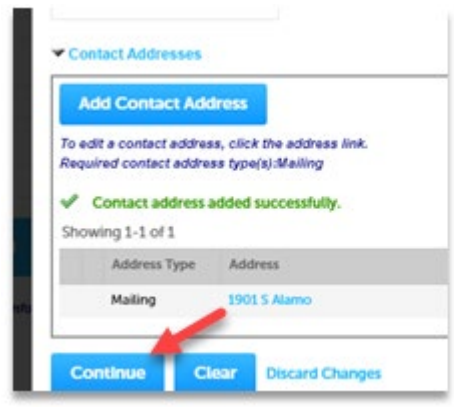 Contact Addresses
Add Contact Address
To edit a contact address, click the address link.
Required contact address type(s):Mailing
Contact address added successfully.
Showing 1-1 of 1
Address Type Address
Mailing 1901 S Alamo
Continue Clear Discard Changes